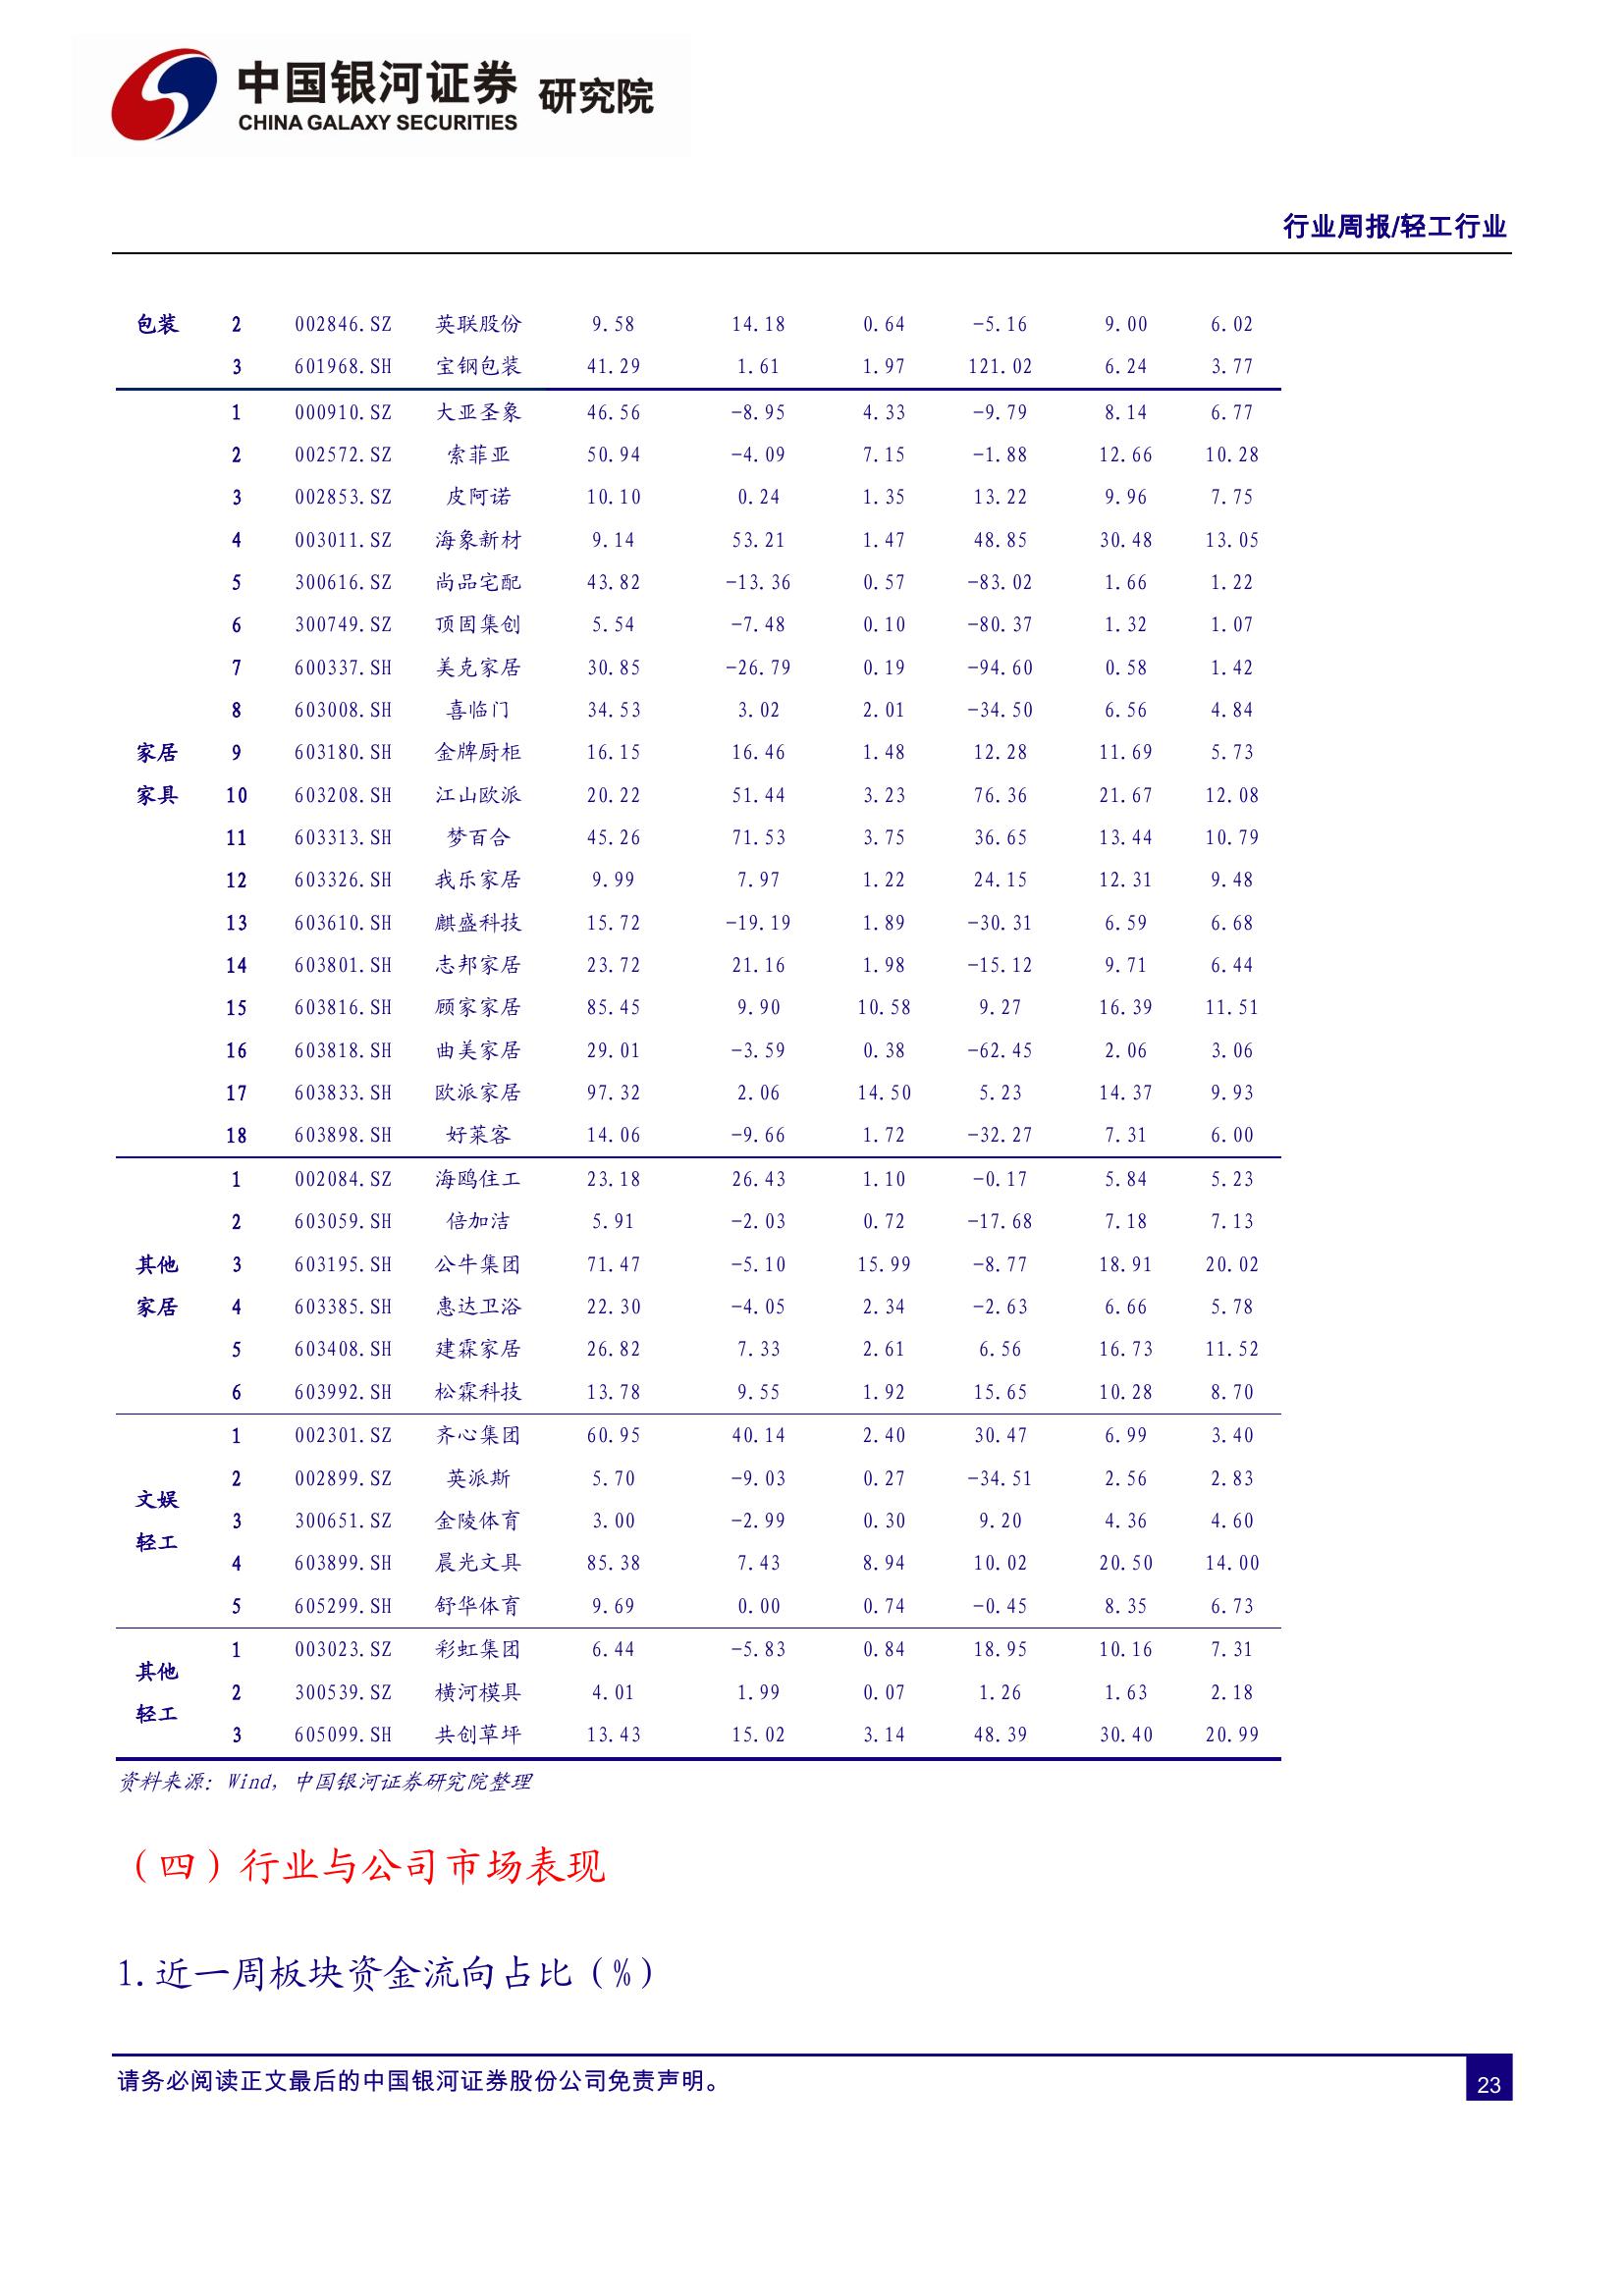 中国银河证券 研究院
CHINA GALAXY SECURITIES
行业周报/轻工行业
包装 2 002846.SZ 英联股份 9.58 14.18 0.64 -5.16 9.00 6.02
3 601968.SH 宝钢包装 41.29 1.61 1.97 121.02 6.24 3.77
1 000910.SZ 大亚圣象 46.56 -8.95 4.33 -9.79 8.14 6.77
2 002572.SZ 索菲亚 50.94 -4.09 7.15 -1.88 12.66 10.28
3 002853.SZ 皮阿诺 10.10 0.24 1.35 13.22 9.96 7.75
4 003011.SZ 海象新材 9.14 53.21 1.47 48.85 30.48 13.05
5 300616.SZ 尚品宅配 43.82 -13.36 0.57 -83.02 1.66 1.22
6 300749.SZ 顶固集创 5.54 -7.48 0.10 -80.37 1.32 1.07
7 600337.SH 美克家居 30.85 -26.79 0.19 -94.60 0.58 1.42
8 603008.SH 喜临门 34.53 3.02 2.01 -34.50 6.56 4.84
家居 9 603180.SH 金牌厨柜 16.15 16.46 1.48 12.28 11.69 5.73
家具 10 603208.SH 江山欧派 20.22 51.44 3.23 76.36 21.67 12.08
11 603313.SH 梦百合 45.26 71.53 3.75 36.65 13.44 10.79
12 603326.SH 我乐家居 9.99 7.97 1.22 24.15 12.31 9.48
13 603610.SH 麒盛科技 15.72 -19.19 1.89 -30.31 6.59 6.68
14 603801.SH 志邦家居 23.72 21.16 1.98 -15.12 9.71 6.44
15 603816.SH 顾家家居 85.45 9.90 10.58 9.27 16.39 11.51
16 603818.SH 曲美家居 29.01 -3.59 0.38 -62.45 2.06 3.06
17 603833.SH 欧派家居 97.32 2.06 14.50 5.23 14.37 9.93
18 603898.SH 好莱客 14.06 -9.66 1.72 -32.27 7.31 6.00
1 002084.SZ 海鸥住工 23.18 26.43 1.10 -0.17 5.84 5.23
2 603059.SH 倍加洁 5.91 -2.03 0.72 -17.68 7.18 7.13
其他 3 603195.SH 公牛集团 71.47 -5.10 15.99 -8.77 18.91 20.02
家居 4 603385.SH 惠达卫浴 22.30 -4.05 2.34 -2.63 6.66 5.78
5 603408.SH 建霖家居 26.82 7.33 2.61 6.56 16.73 11.52
6 603992.SH 松霖科技 13.78 9.55 1.92 15.65 10.28 8.70
1 002301.SZ 齐心集团 60.95 40.14 2.40 30.47 6.99 3.40
2 002899.SZ 英派斯 5.70 -9.03 0.27 -34.51 2.56 2.83
文娱
3 300651.SZ 金陵体育 3.00 -2.99 0.30 9.20 4.36 4.60
轻工
4 603899.SH 晨光文具 85.38 7.43 8.94 10.02 20.50 14.00
5 605299.SH 舒华体育 9.69 0.00 0.74 -0.45 8.35 6.73
1 003023.SZ 彩虹集团 6.44 -5.83 0.84 18.95 10.16 7.31
其他
2 300539.SZ 横河模具 4.01 1.99 0.07 1.26 1.63 2.18
轻工
3 605099.SH 共创草坪 13.43 15.02 3.14 48.39 30.40 20.99
资料来源：Wind，中国银河证券研究院整理
（四）行业与公司市场表现
1.近一周板块资金流向占比（%）
请务必阅读正文最后的中国银河证券股份公司免责声明。
23